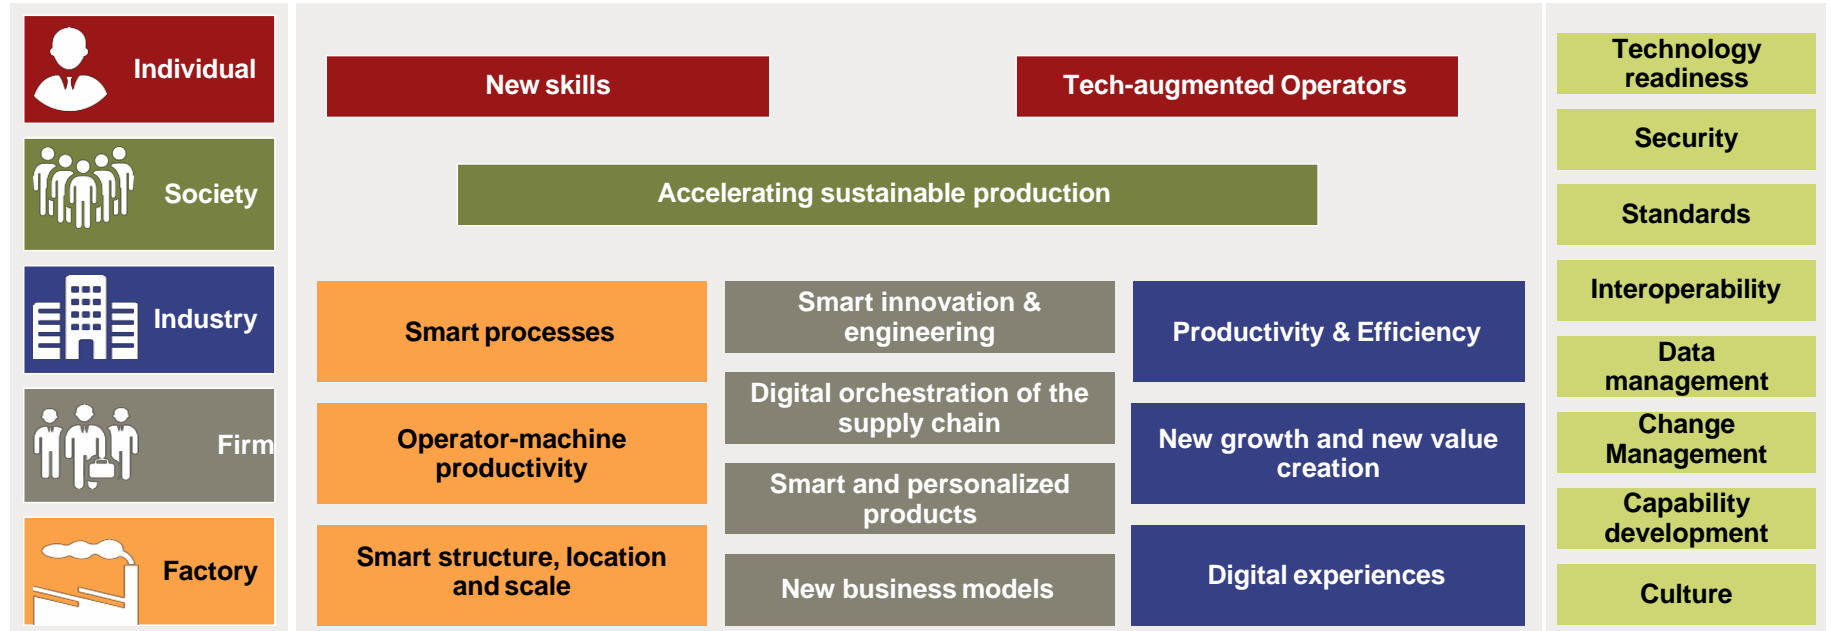 Individual
Society
Industry
Firm
Factory
New skills
Tech-augmented Operators
Accelerating sustainable production
Smart processes
Operator-machine
productivity
Smart structure, location
and scale
Smart innovation &
engineering
Digital orchestration of the
supply chain
Smart and personalized
products
New business models
Productivity & Efficiency
New growth and new value
creation
Digital experiences
Technology
readiness
Security
Standards
Interoperability
Data
management
Change
Management
Capability
development
Culture